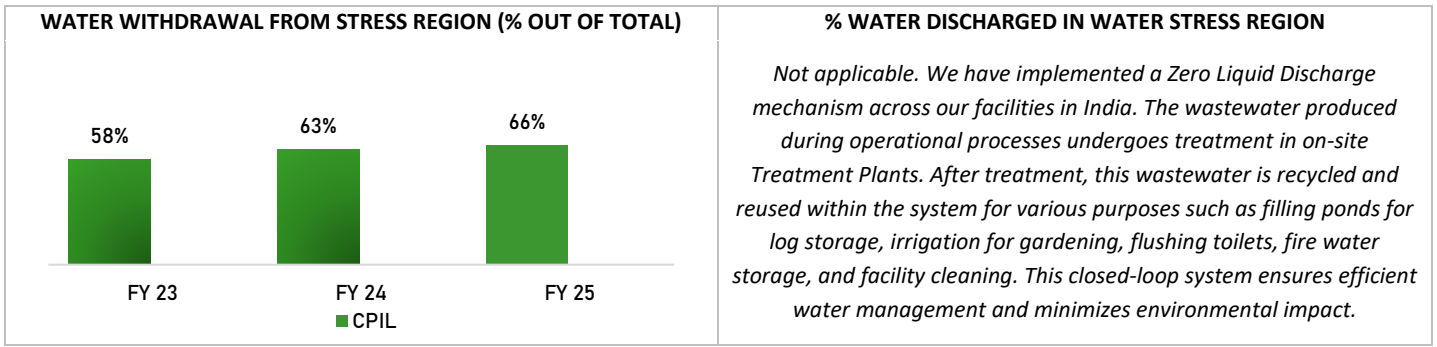 WATER WITHDRAWAL FROM STRESS REGION (% OUT OF TOTAL)
58%
63%
66%
FY 23
FY 24
FY 25
CPIL
% WATER DISCHARGED IN WATER STRESS REGION
Not applicable. We have implemented a Zero Liquid Discharge
mechanism across our facilities in India. The wastewater produced
during operational processes undergoes treatment in on-site
Treatment Plants. After treatment, this wastewater is recycled and
reused within the system for various purposes such as filling ponds for
log storage, irrigation for gardening, flushing toilets, fire water
storage, and facility cleaning. This closed-loop system ensures efficient
water management and minimizes environmental impact.